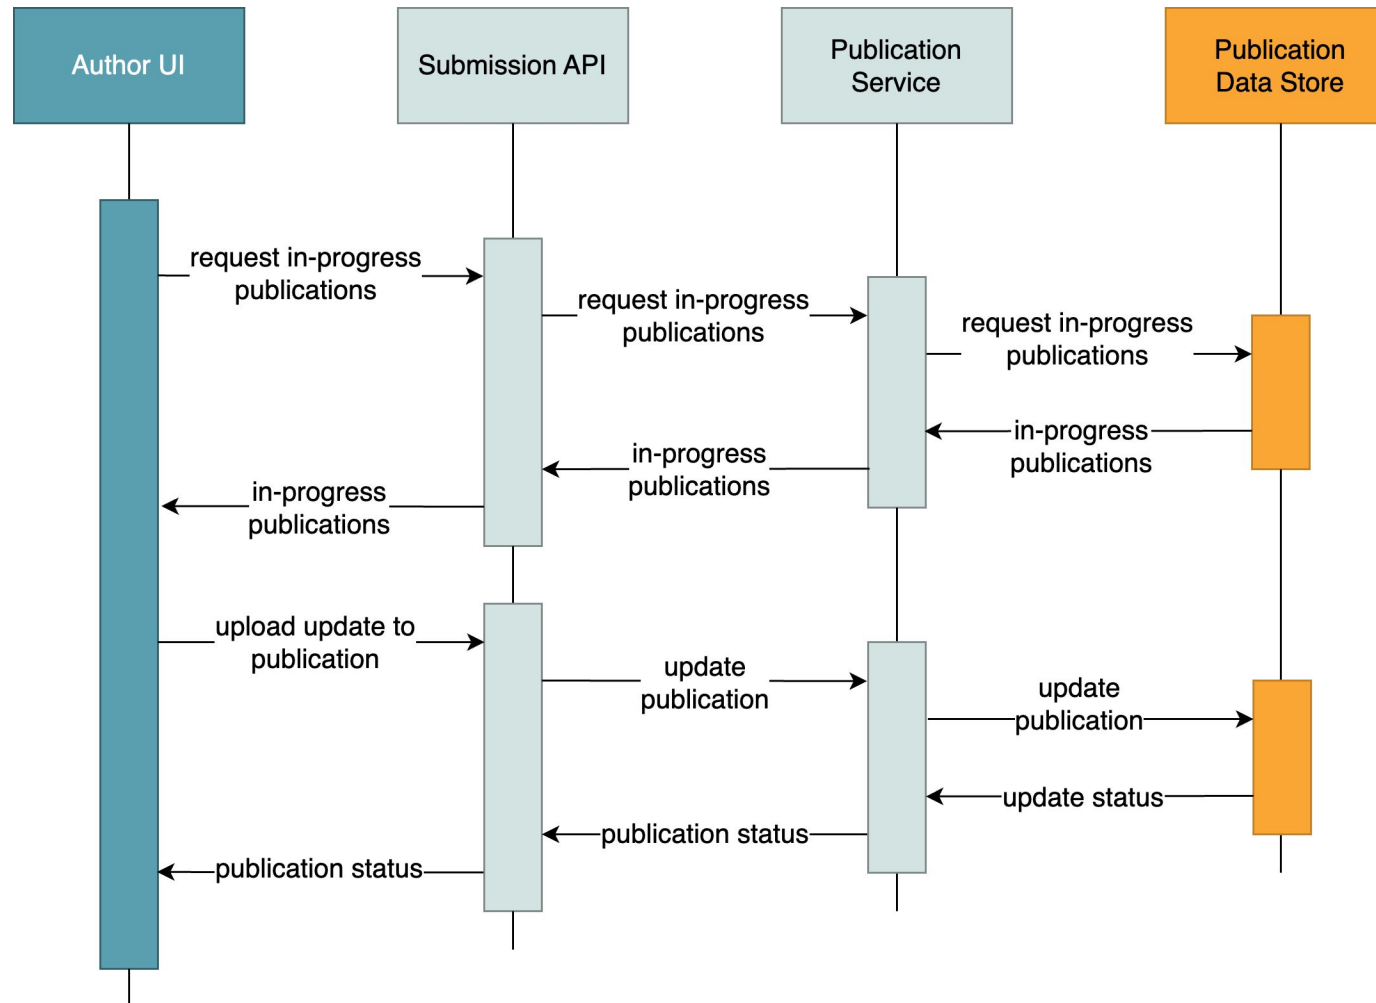 Author UI
Submission API
Publication
Service
Publication
Data Store
request in-progress
publications
request in-progress
publications
request in-progress
publications
in-progress
publications
in-progress
publications
in-progress
publications
upload update to
publication
update
publication
update
publication
update status
publication status
publication status